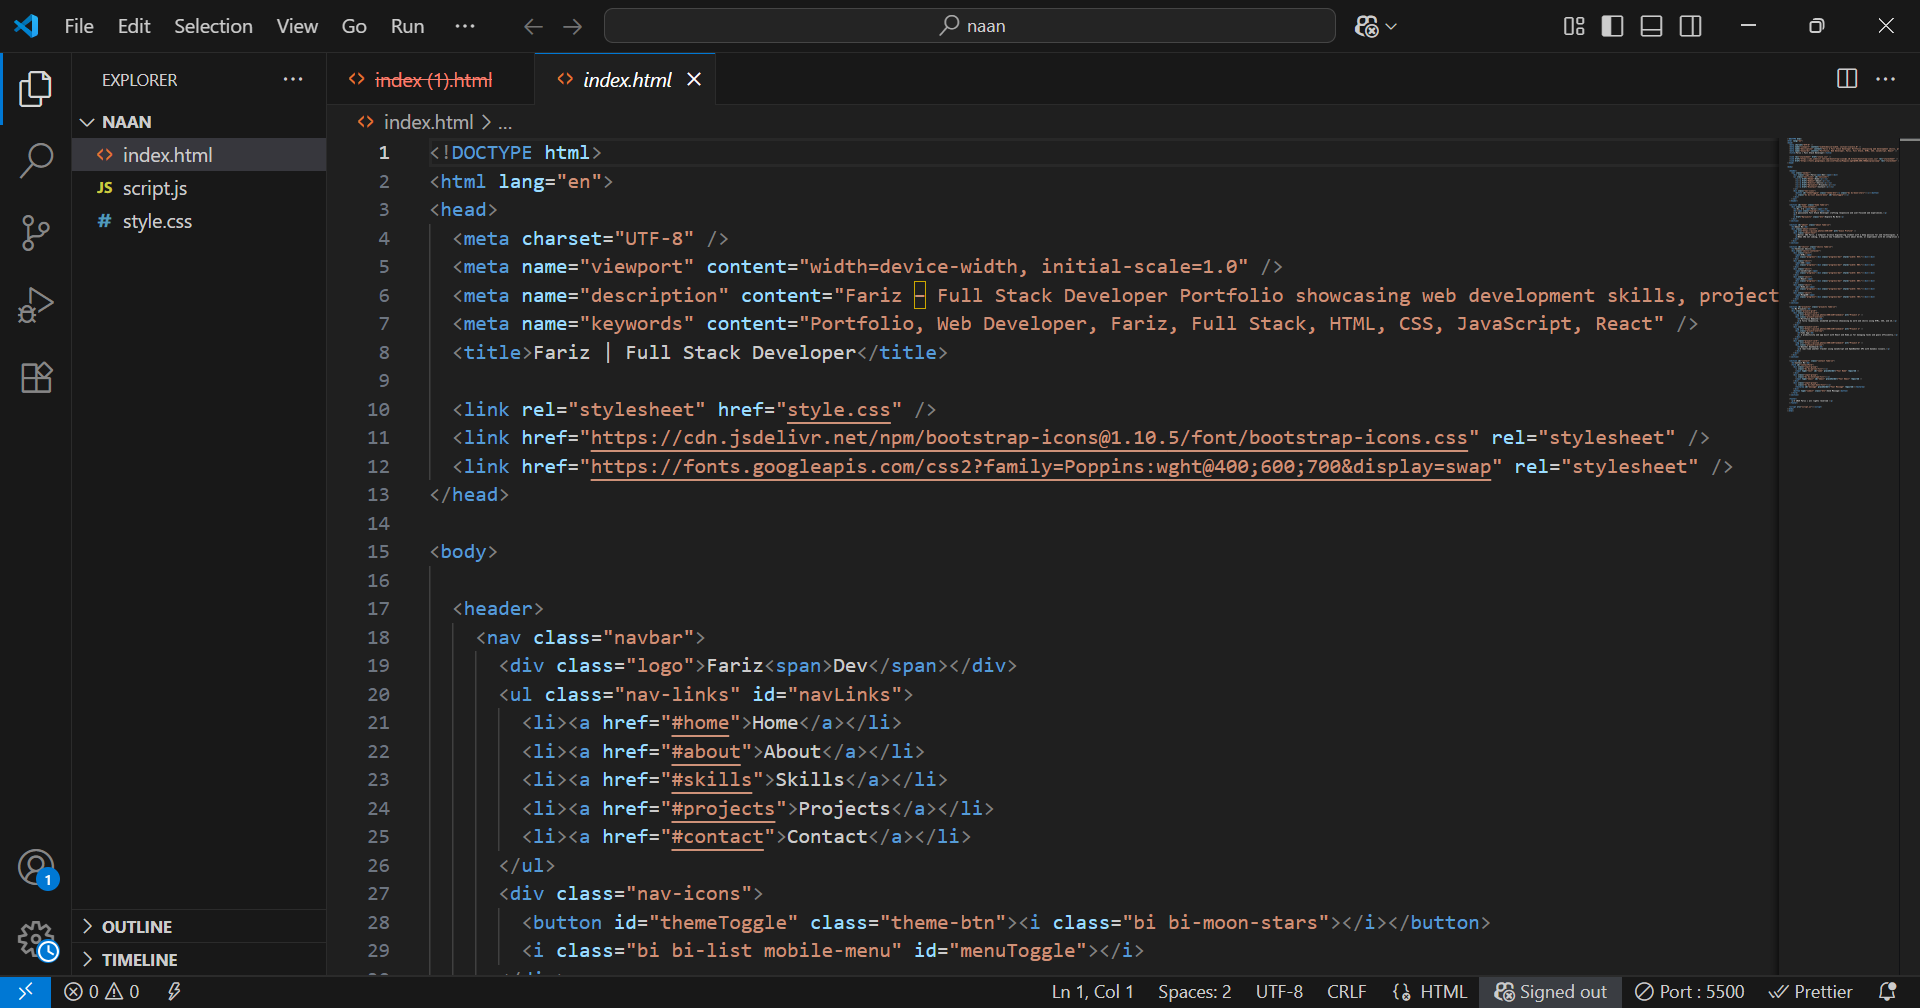 File Edit Selection View Go Run ··· naan
EXPLORER ···
NAAN
index.html
JS script.js
# style.css
OUTLINE
TIMELINE
index (1).html
index.html
index.html > ...
1 <!DOCTYPE html>
2 <html lang="en">
3 <head>
4 <meta charset="UTF-8" />
5 <meta name="viewport" content="width=device-width, initial-scale=1.0" />
6 <meta name="description" content="Fariz – Full Stack Developer Portfolio showcasing web development skills, project
7 <meta name="keywords" content="Portfolio, Web Developer, Fariz, Full Stack, HTML, CSS, JavaScript, React" />
8 <title>Fariz | Full Stack Developer</title>
9
10 <link rel="stylesheet" href="style.css" />
11 <link href="https://cdn.jsdelivr.net/npm/bootstrap-icons@1.10.5/font/bootstrap-icons.css" rel="stylesheet" />
12 <link href="https://fonts.googleapis.com/css2?family=Poppins:wght@400;600;700&display=swap" rel="stylesheet" />
13 </head>
14
15 <body>
16
17 <header>
18 <nav class="navbar">
19 <div class="logo">Fariz<span>Dev</span></div>
20 <ul class="nav-links" id="navLinks">
21 <li><a href="#home">Home</a></li>
22 <li><a href="#about">About</a></li>
23 <li><a href="#skills">Skills</a></li>
24 <li><a href="#projects">Projects</a></li>
25 <li><a href="#contact">Contact</a></li>
26 </ul>
27 <div class="nav-icons">
28 <button id="themeToggle" class="theme-btn"><i class="bi bi-moon-stars"></i></button>
29 <i class="bi bi-list mobile-menu" id="menuToggle"></i>
1
0 0 Ln 1, Col 1 Spaces: 2 UTF-8 CRLF HTML Signed out Port : 5500 Prettier